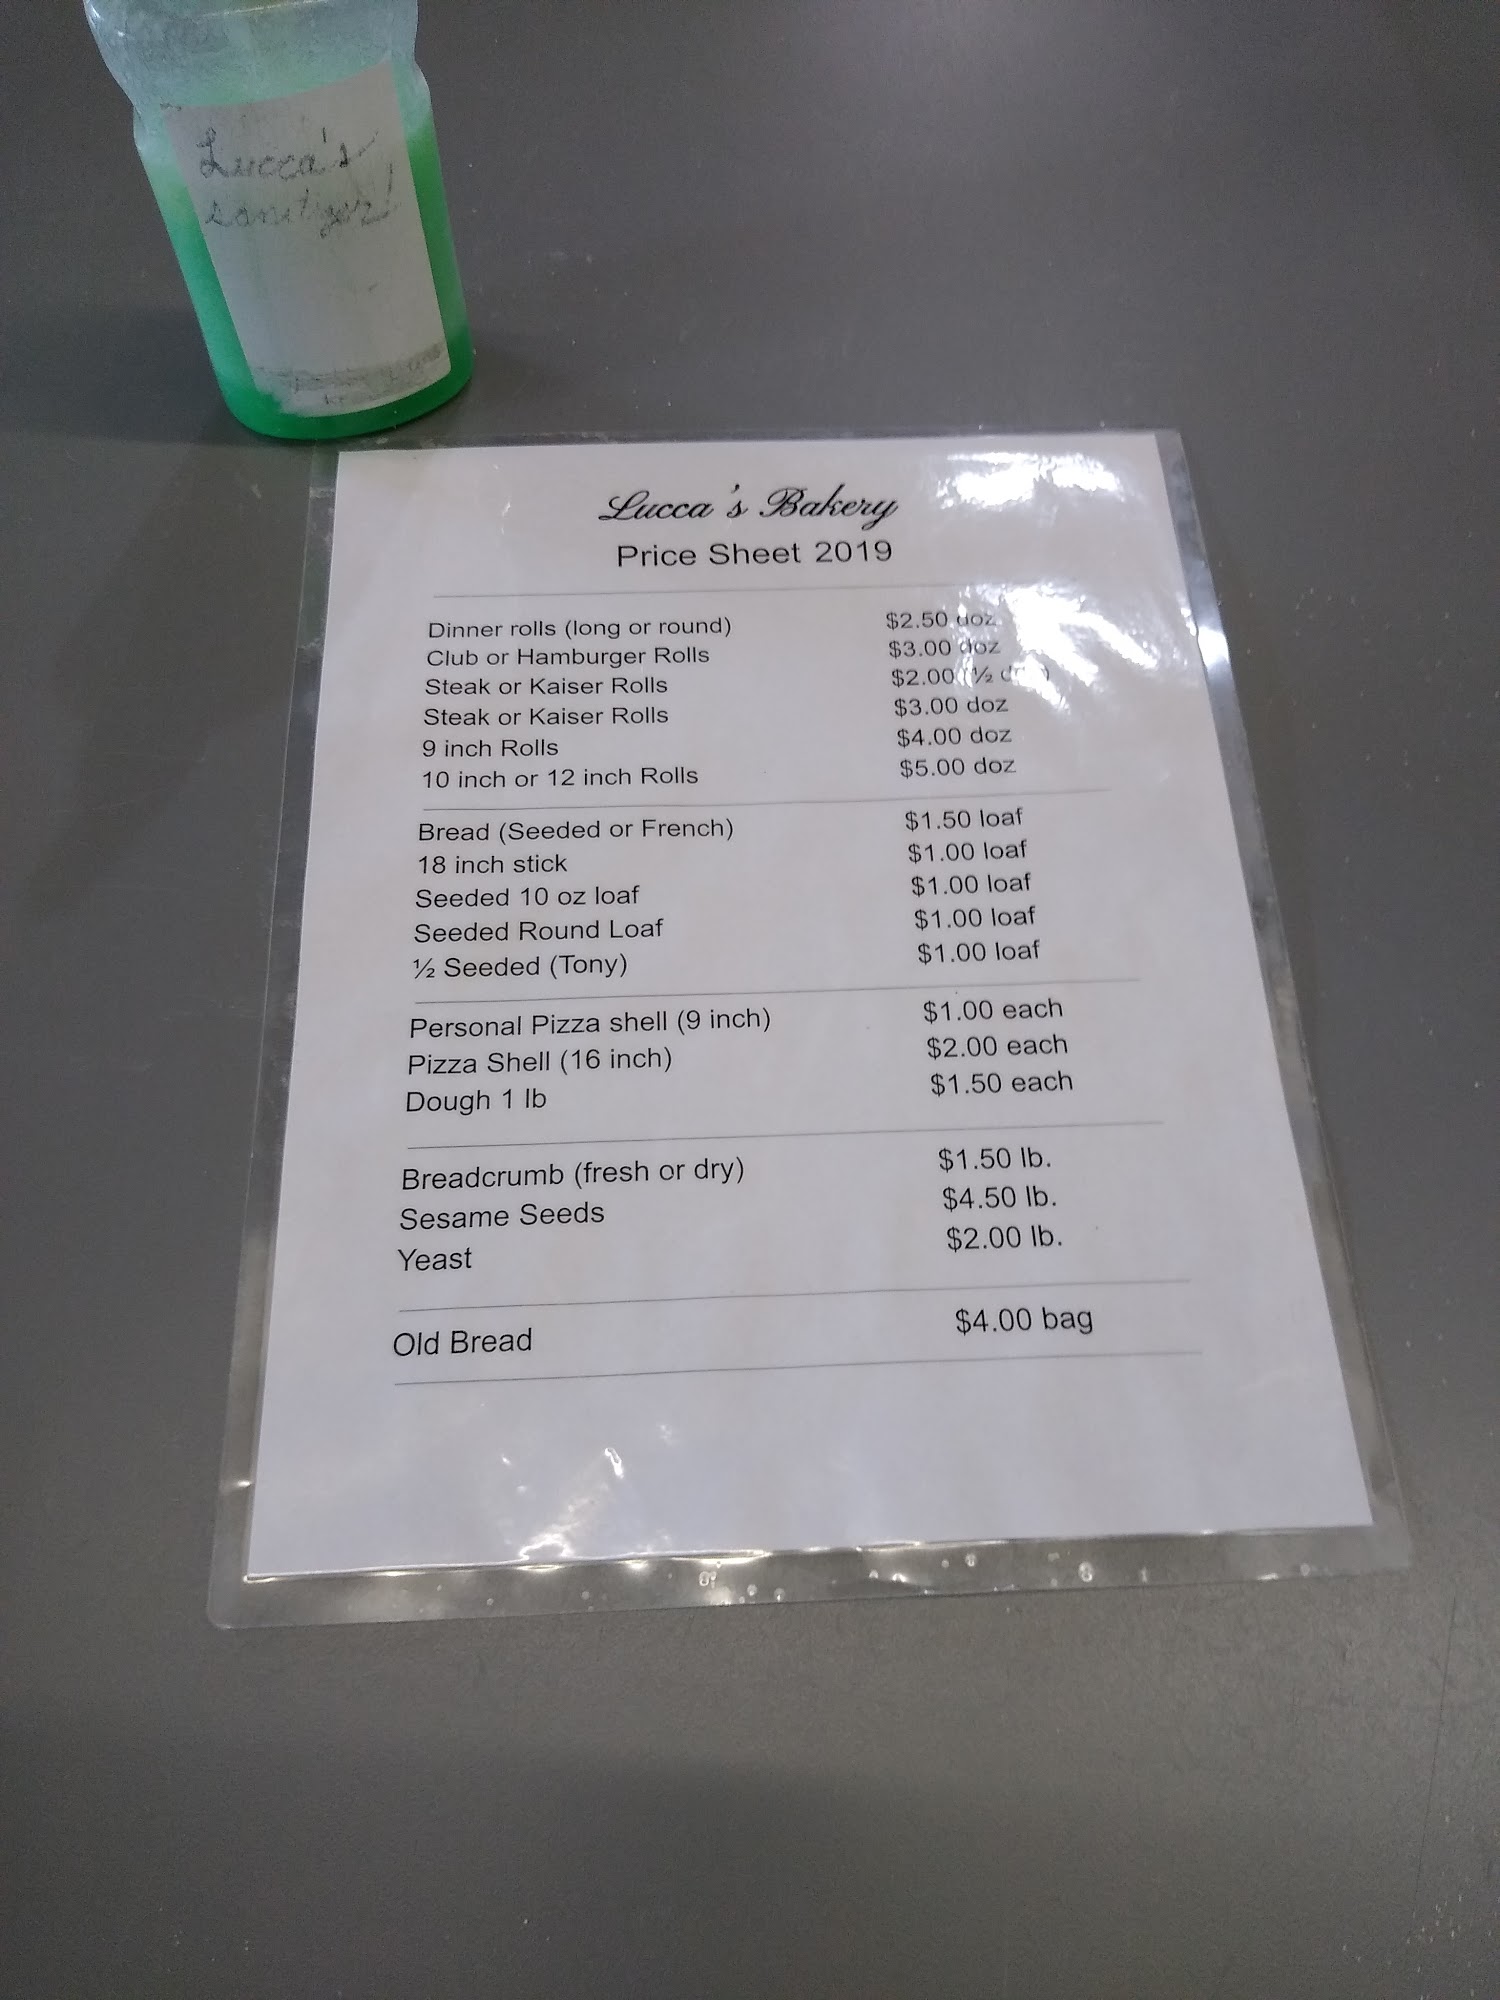 Lucca's
sanitizer!
Lucca's Bakery
Price Sheet 2019
Dinner rolls (long or round) $2.50 doz
Club or Hamburger Rolls $3.00 doz
Steak or Kaiser Rolls $2.00 (½ doz)
Steak or Kaiser Rolls $3.00 doz
9 inch Rolls $4.00 doz
10 inch or 12 inch Rolls $5.00 doz
Bread (Seeded or French) $1.50 loaf
18 inch stick $1.00 loaf
Seeded 10 oz loaf $1.00 loaf
Seeded Round Loaf $1.00 loaf
½ Seeded (Tony) $1.00 loaf
Personal Pizza shell (9 inch) $1.00 each
Pizza Shell (16 inch) $2.00 each
Dough 1 lb $1.50 each
Breadcrumb (fresh or dry) $1.50 lb.
Sesame Seeds $4.50 lb.
Yeast $2.00 lb.
Old Bread $4.00 bag